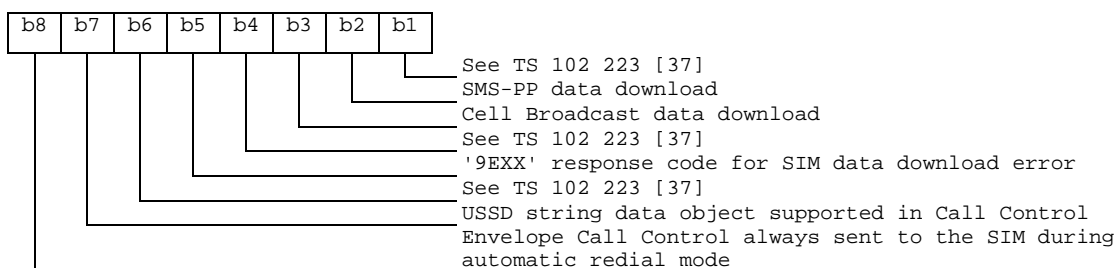 b8 b7 b6 b5 b4 b3 b2 b1
See TS 102 223 [37]
SMS-PP data download
Cell Broadcast data download
See TS 102 223 [37]
'9EXX' response code for SIM data download error
See TS 102 223 [37]
USSD string data object supported in Call Control
Envelope Call Control always sent to the SIM during
automatic redial mode